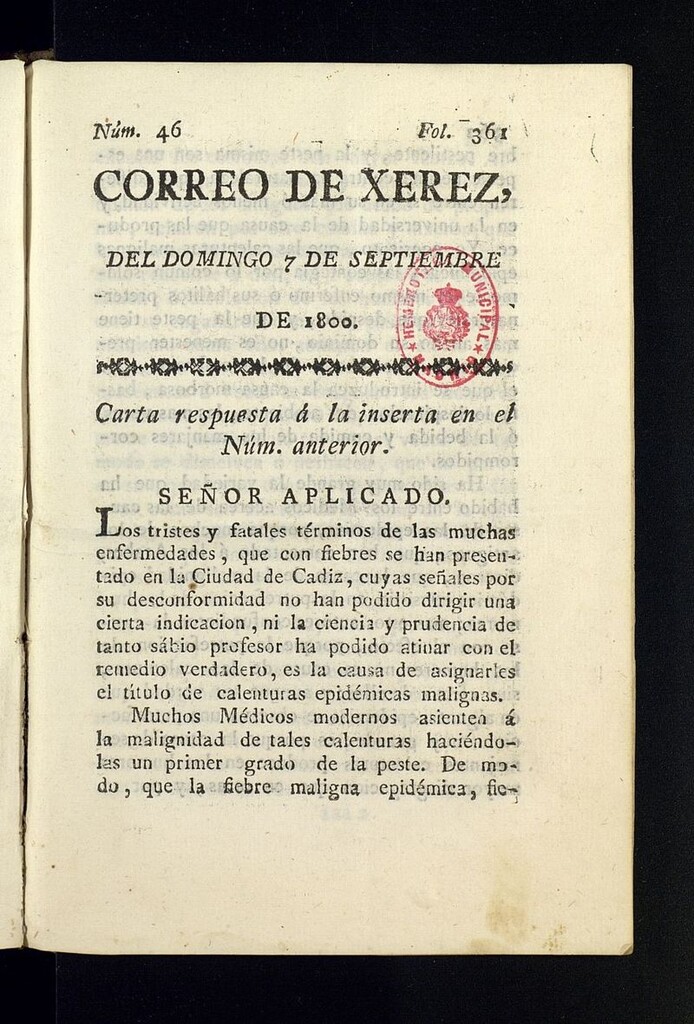 Núm. 46 Fol. 361
CORREO DE XEREZ,
DEL DOMINGO 7 DE SEPTIEMBRE
DE 1800.
HEMEROTECA MUNICIPAL
MADRID
Carta respuesta á la inserta en el
Núm. anterior.
SEÑOR APLICADO.
Los tristes y fatales términos de las muchas
enfermedades, que con fiebres se han presen-
tado en la Ciudad de Cadiz, cuyas señales por
su desconformidad no han podido dirigir una
cierta indicacion, ni la ciencia y prudencia de
tanto sábio profesor ha podido atinar con el
remedio verdadero, es la causa de asignarles
el título de calenturas epidémicas malignas.
Muchos Médicos modernos asienten á
la malignidad de tales calenturas haciéndo-
las un primer grado de la peste. De mo-
do, que la fiebre maligna epidémica, fie-